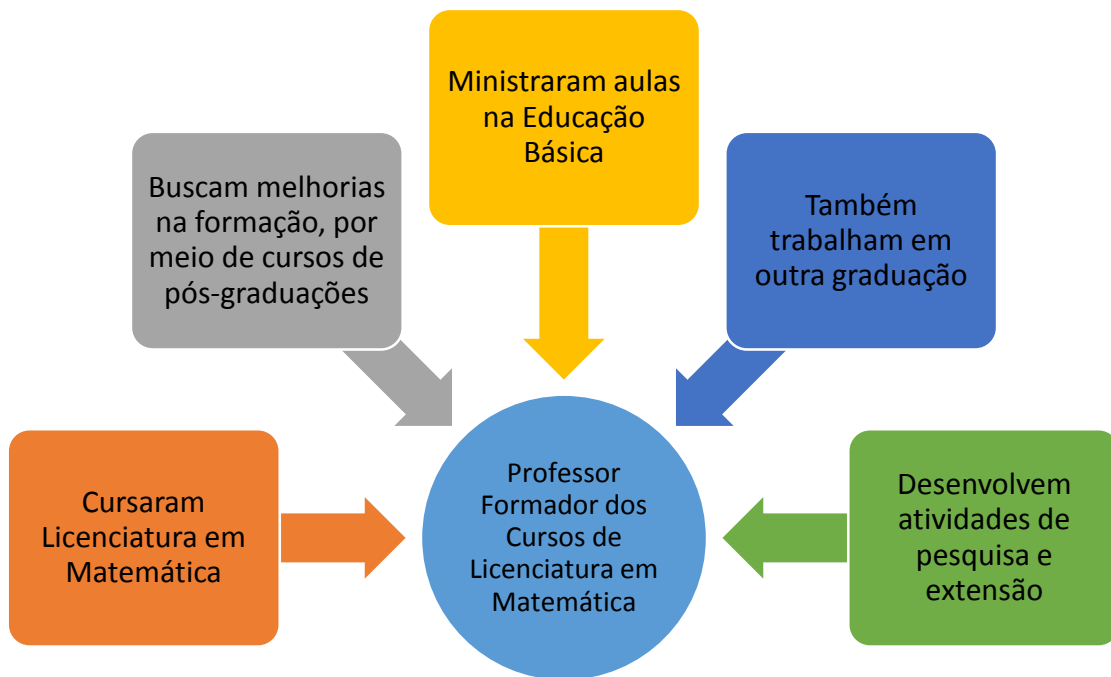 Ministraram aulas
na Educação
Básica
Buscam melhorias
na formação, por
meio de cursos de
pós-graduações
Também
trabalham em
outra graduação
Cursaram
Licenciatura em
Matemática
Professor
Formador dos
Cursos de
Licenciatura em
Matemática
Desenvolvem
atividades de
pesquisa e
extensão